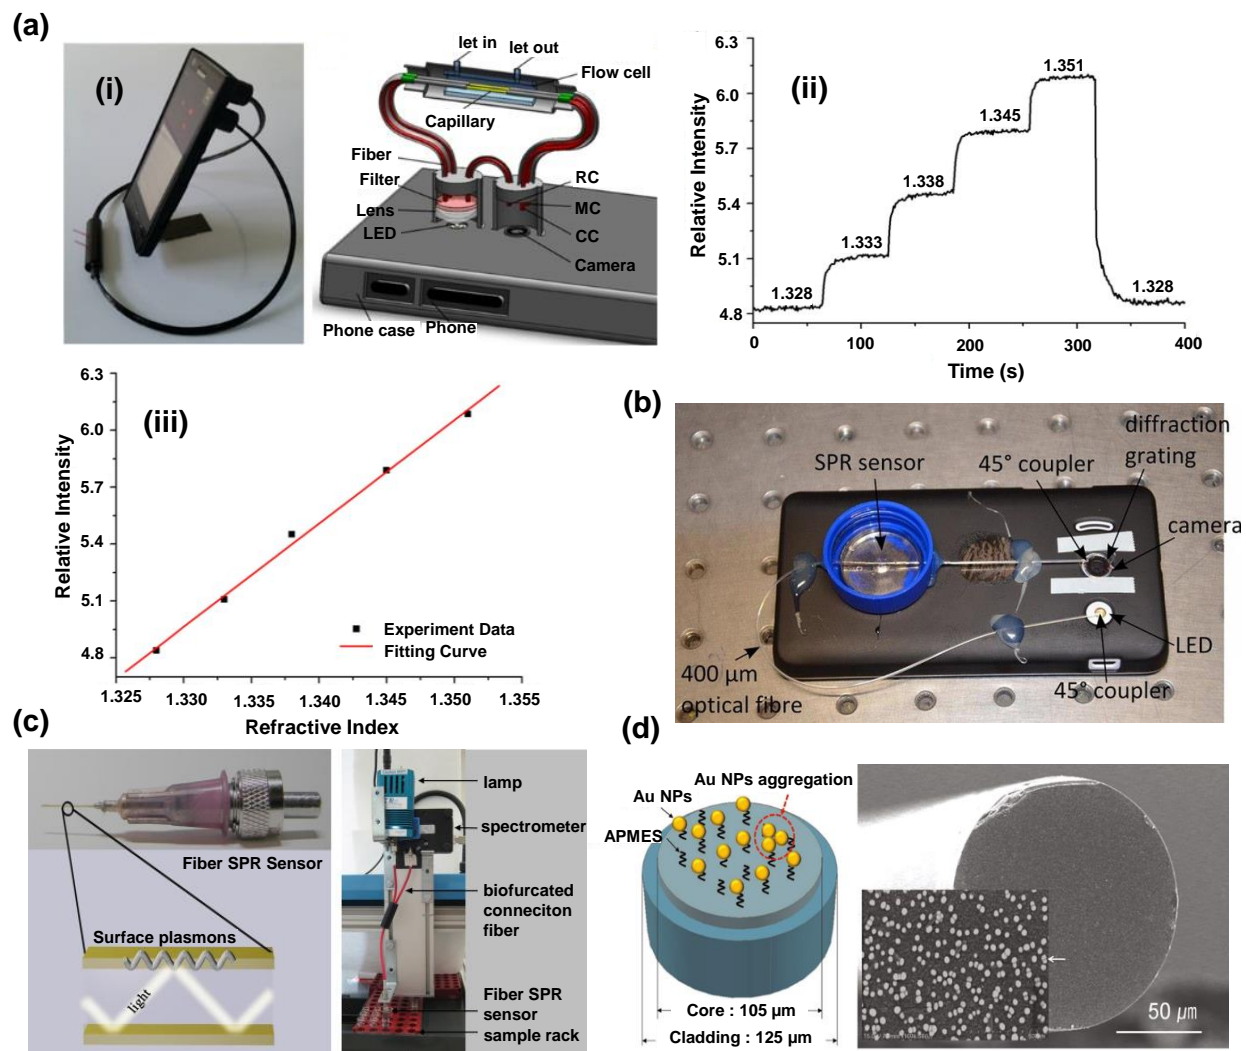 (a)
(i)
let in
let out
Flow cell
Capillary
Fiber
Filter
Lens
LED
RC
MC
CC
Camera
Phone case
Phone
(ii)
Relative Intensity
6.3
6.0
5.7
5.4
5.1
4.8
1.328
1.333
1.338
1.345
1.351
1.328
0
100
200
300
400
Time (s)
(iii)
Relative Intensity
6.3
6.0
5.7
5.4
5.1
4.8
Experiment Data
Fitting Curve
1.325
1.330
1.335
1.340
1.345
1.350
1.355
Refractive Index
(b)
SPR sensor
45° coupler
diffraction
grating
camera
LED
45° coupler
400 µm
optical fibre
(c)
Fiber SPR Sensor
Surface plasmons
light
lamp
spectrometer
biofurcated
conneciton
fiber
Fiber SPR
sensor
sample rack
(d)
Au NPs aggregation
Au NPs
APMES
Core : 105 µm
Cladding : 125 µm
50 µm